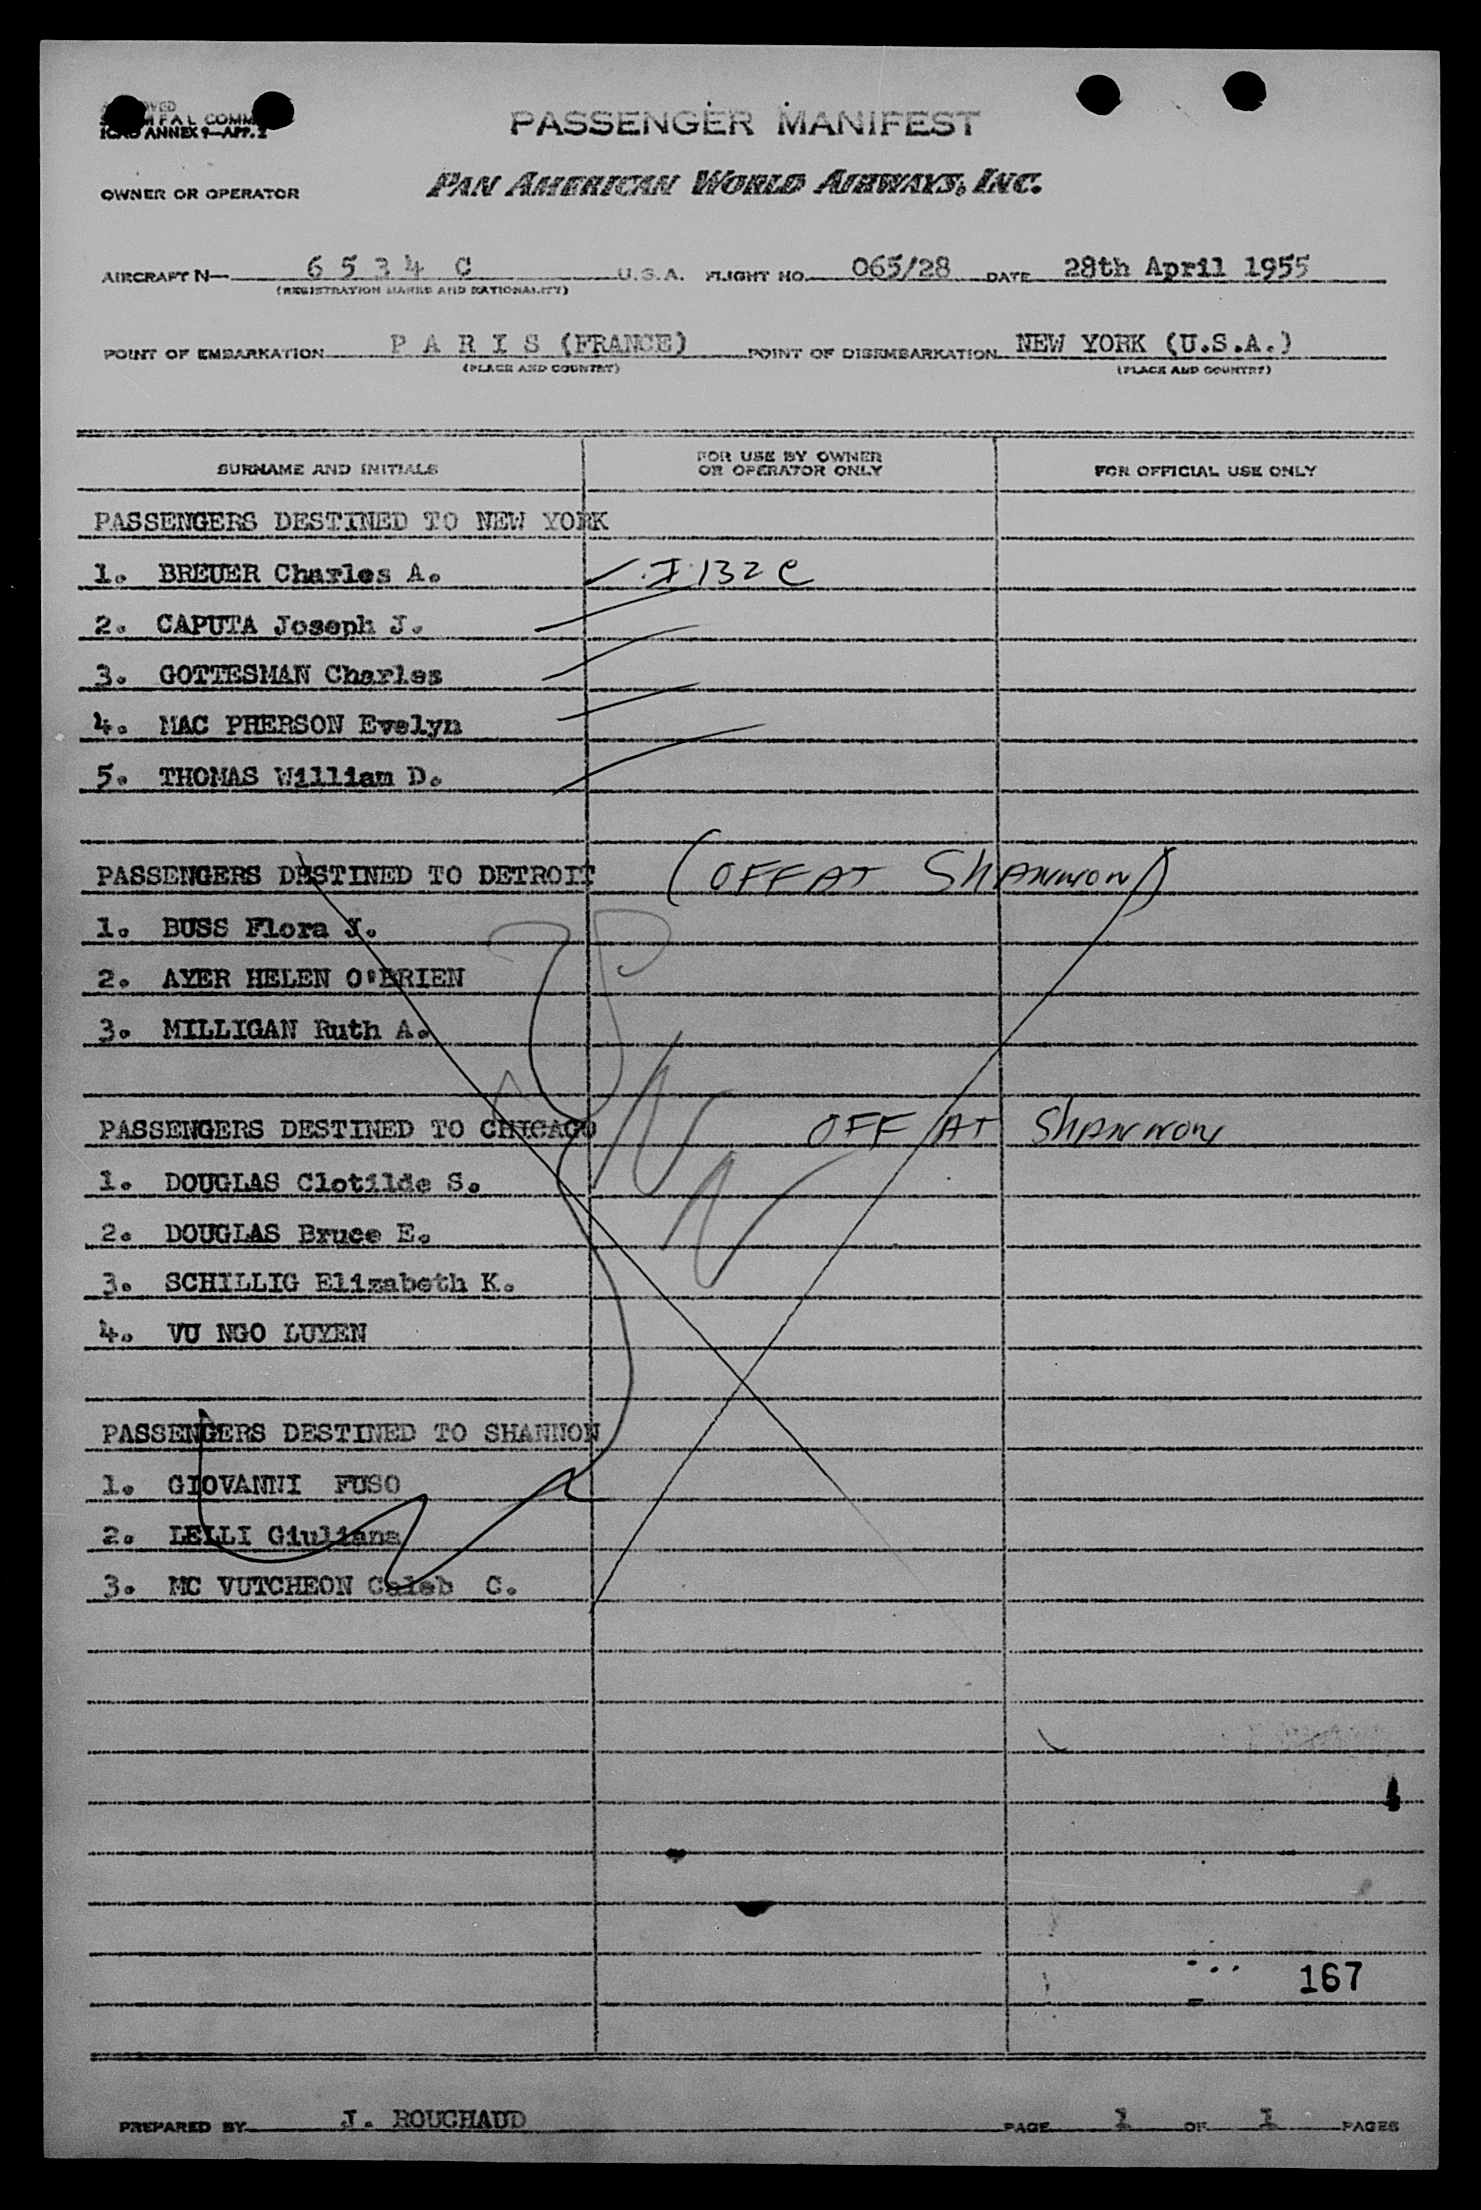 PASSENGER MANIFEST
ICAO ANNEX 9—APP. 2
OWNER OR OPERATOR PAN AMERICAN WORLD AIRWAYS, INC.
AIRCRAFT N— 6 5 3 4 C U.S.A. FLIGHT NO. 065/28 DATE 28th April 1955
(REGISTRATION MARKS AND NATIONALITY)
POINT OF EMBARKATION P A R I S (FRANCE) POINT OF DISEMBARKATION NEW YORK (U.S.A.)
(PLACE AND COUNTRY) (PLACE AND COUNTRY)
SURNAME AND INITIALS FOR USE BY OWNER OR OPERATOR ONLY FOR OFFICIAL USE ONLY
PASSENGERS DESTINED TO NEW YORK
1. BREUER Charles A. I 132 C
2. CAPUTA Joseph J.
3. GOTTESMAN Charles
4. MAC PHERSON Evelyn
5. THOMAS William D.
PASSENGERS DESTINED TO DETROIT (OFF AT SHANNON)
1. BUSS Flora
2. AYER HELEN O'BRIEN
3. MILLIGAN Ruth A.
PASSENGERS DESTINED TO CHICAGO OFF AT SHANNON
1. DOUGLAS Clotilde S.
2. DOUGLAS Bruce E.
3. SCHILLIG Elizabeth K.
4. VU NGO LUYEN
PASSENGERS DESTINED TO SHANNON
1. GIOVANNI FUSO
2. LELLI Giuliana
3. MC VUTCHEON Caleb C.
167
PREPARED BY J. ROUCHAUD PAGE 1 OF 1 PAGES